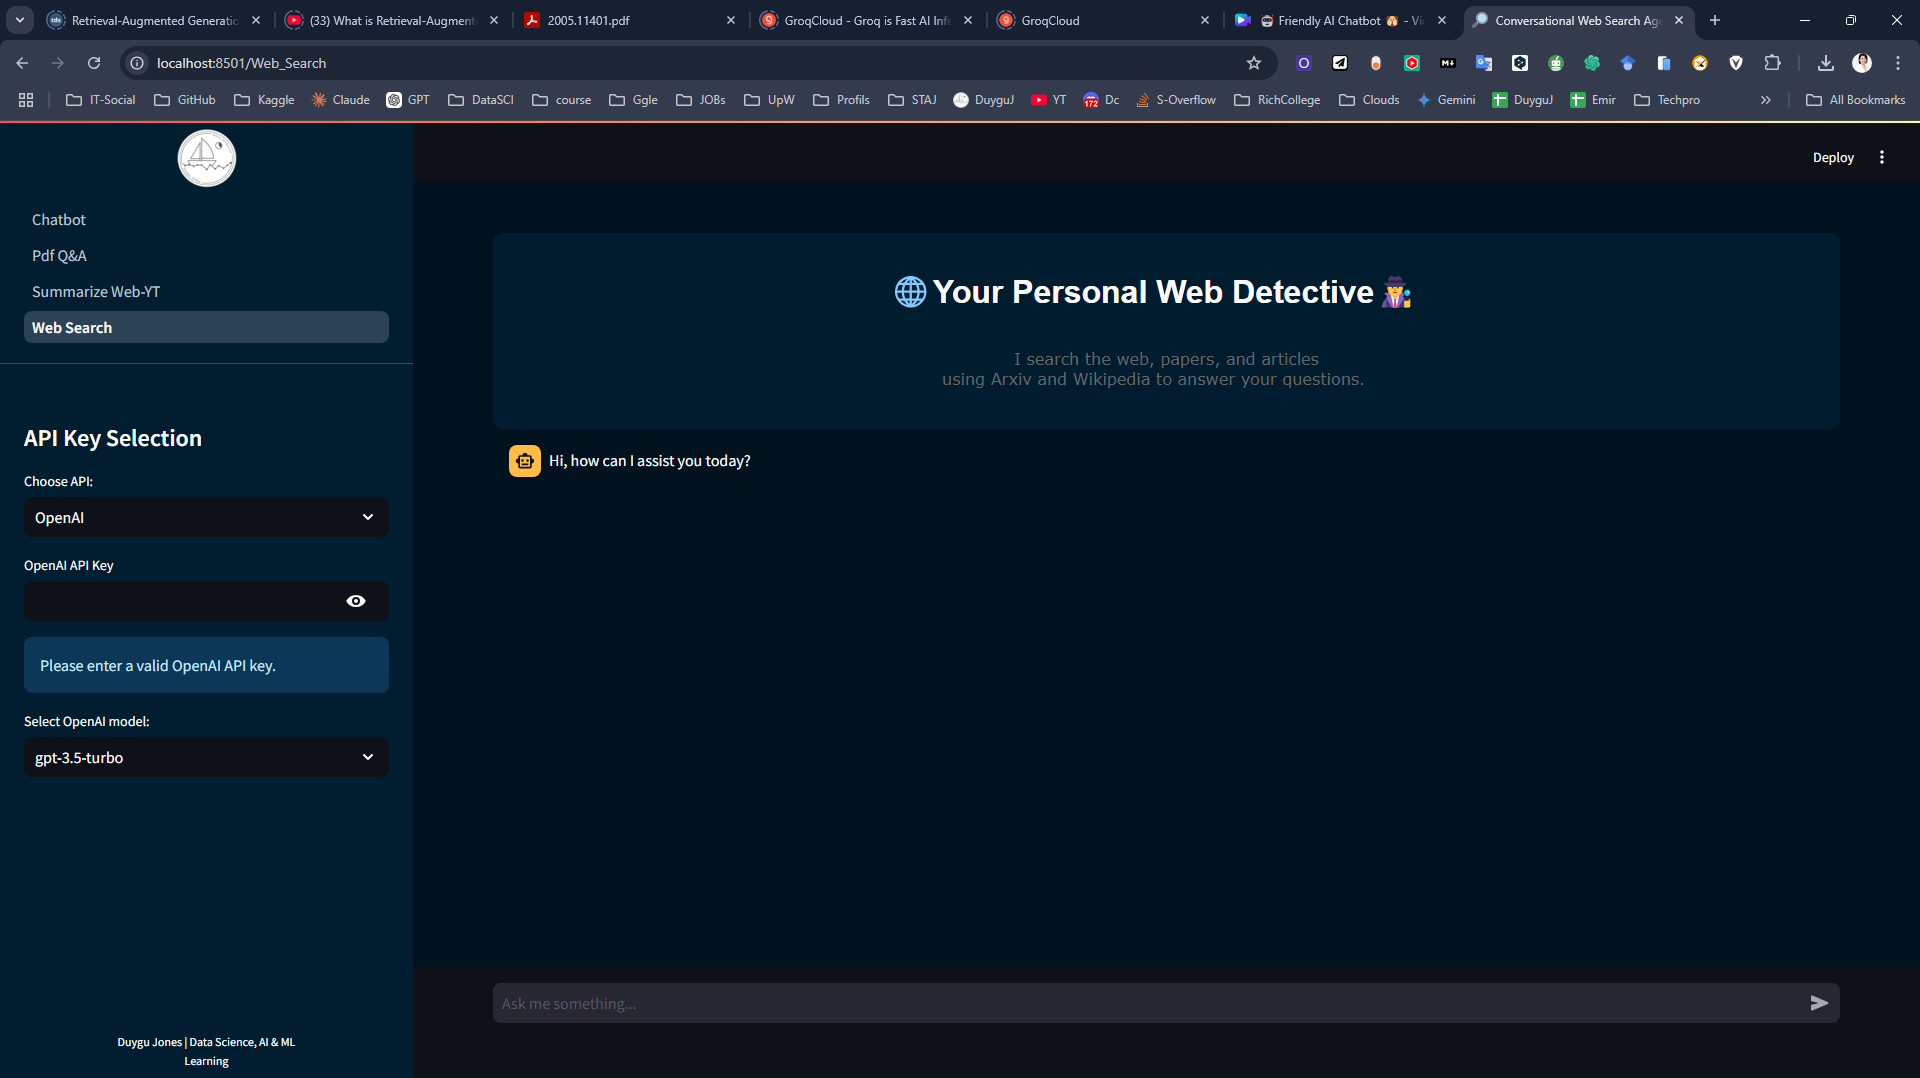 Retrieval-Augmented Generatio
(33) What is Retrieval-Augment
2005.11401.pdf
GroqCloud - Groq is Fast AI Inf
GroqCloud
Friendly AI Chatbot - Vi
Conversational Web Search Ag
localhost:8501/Web_Search
IT-Social
GitHub
Kaggle
Claude
GPT
DataSCI
course
Ggle
JOBs
UpW
Profils
STAJ
DuyguJ
YT
172
Dc
S-Overflow
RichCollege
Clouds
Gemini
DuyguJ
Emir
Techpro
All Bookmarks
Deploy
Chatbot
Pdf Q&A
Summarize Web-YT
Web Search
API Key Selection
Choose API:
OpenAI
OpenAI API Key
Please enter a valid OpenAI API key.
Select OpenAI model:
gpt-3.5-turbo
Duygu Jones | Data Science, AI & ML
Learning
Your Personal Web Detective
I search the web, papers, and articles
using Arxiv and Wikipedia to answer your questions.
Hi, how can I assist you today?
Ask me something...